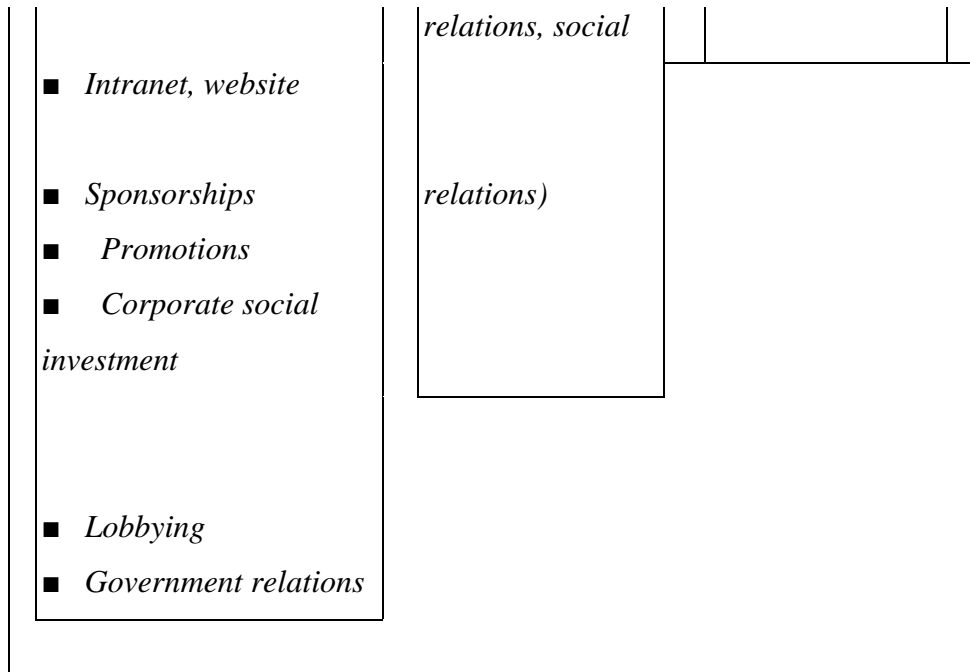 relations, social
■ Intranet, website
■ Sponsorships
relations)
■ Promotions
■ Corporate social
investment
■ Lobbying
■ Government relations